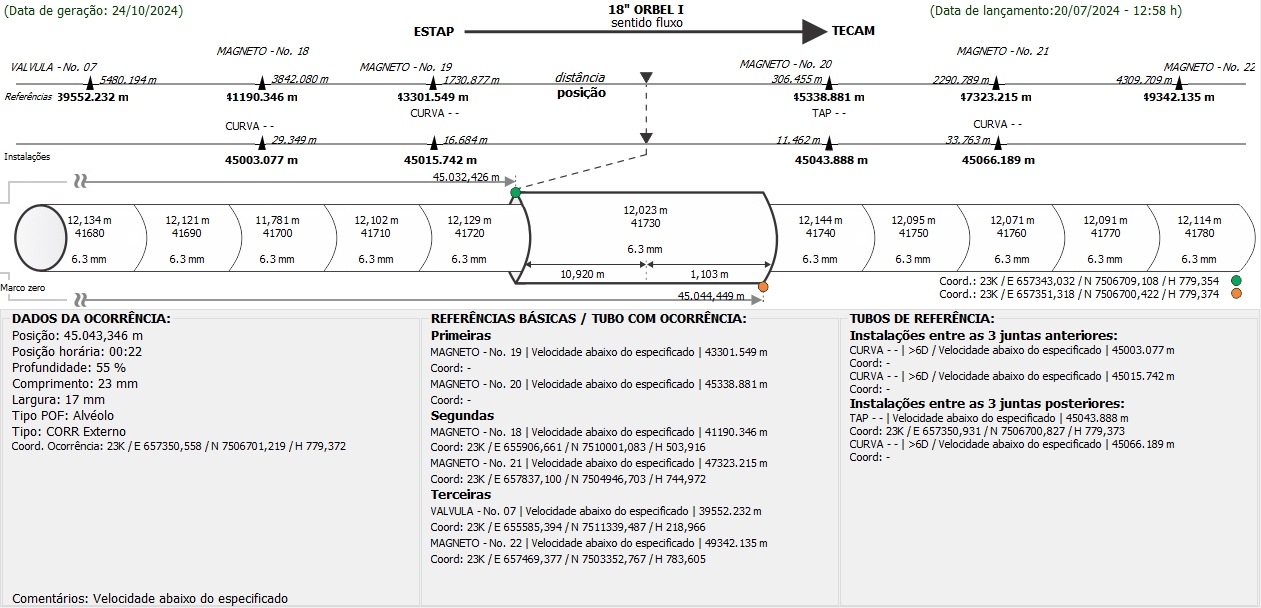 (Data de geração: 24/10/2024)
18" ORBEL I
(Data de lançamento:20/07/2024 - 12:58 h)
sentido fluxo
ESTAP
TECAM
MAGNETO - No. 18
MAGNETO - No. 21
VALVULA - No. 07
MAGNETO - No. 19
MAGNETO - No. 20
MAGNETO - No. 22
5480.194 m
3842.080 m
1730.877 m
distância
306.455 m
2290.789 m
4309.709 m
Referências
39552.232 m
41190.346 m
43301.549 m
posição
45338.881 m
47323.215 m
49342.135 m
CURVA - -
CURVA - -
TAP - -
CURVA - -
29.349 m
16.684 m
11.462 m
33.763 m
Instalações
45003.077 m
45015.742 m
45043.888 m
45066.189 m
45.032,426 m
12,134 m
12,121 m
11,781 m
12,102 m
12,129 m
12,023 m
12,144 m
12,095 m
12,071 m
12,091 m
12,114 m
41680
41690
41700
41710
41720
41730
41740
41750
41760
41770
41780
6.3 mm
6.3 mm
6.3 mm
6.3 mm
6.3 mm
6.3 mm
6.3 mm
6.3 mm
6.3 mm
6.3 mm
6.3 mm
10,920 m
1,103 m
Marco zero
45.044,449 m
Coord.: 23K / E 657343,032 / N 7506709,108 / H 779,354
Coord.: 23K / E 657351,318 / N 7506700,422 / H 779,374
DADOS DA OCORRÊNCIA:
Posição: 45.043,346 m
Posição horária: 00:22
Profundidade: 55 %
Comprimento: 23 mm
Largura: 17 mm
Tipo POF: Alvéolo
Tipo: CORR Externo
Coord. Ocorrência: 23K / E 657350,558 / N 7506701,219 / H 779,372
Comentários: Velocidade abaixo do especificado
REFERÊNCIAS BÁSICAS / TUBO COM OCORRÊNCIA:
Primeiras
MAGNETO - No. 19 | Velocidade abaixo do especificado | 43301.549 m
Coord: -
MAGNETO - No. 20 | Velocidade abaixo do especificado | 45338.881 m
Coord: -
Segundas
MAGNETO - No. 18 | Velocidade abaixo do especificado | 41190.346 m
Coord: 23K / E 655906,661 / N 7510001,083 / H 503,916
MAGNETO - No. 21 | Velocidade abaixo do especificado | 47323.215 m
Coord: 23K / E 657837,100 / N 7504946,703 / H 744,972
Terceiras
VALVULA - No. 07 | Velocidade abaixo do especificado | 39552.232 m
Coord: 23K / E 655585,394 / N 7511339,487 / H 218,966
MAGNETO - No. 22 | Velocidade abaixo do especificado | 49342.135 m
Coord: 23K / E 657469,377 / N 7503352,767 / H 783,605
TUBOS DE REFERÊNCIA:
Instalações entre as 3 juntas anteriores:
CURVA - - | >6D / Velocidade abaixo do especificado | 45003.077 m
Coord: -
CURVA - - | >6D / Velocidade abaixo do especificado | 45015.742 m
Coord: -
Instalações entre as 3 juntas posteriores:
TAP - - | Velocidade abaixo do especificado | 45043.888 m
Coord: 23K / E 657350,931 / N 7506700,827 / H 779,373
CURVA - - | >6D / Velocidade abaixo do especificado | 45066.189 m
Coord: -